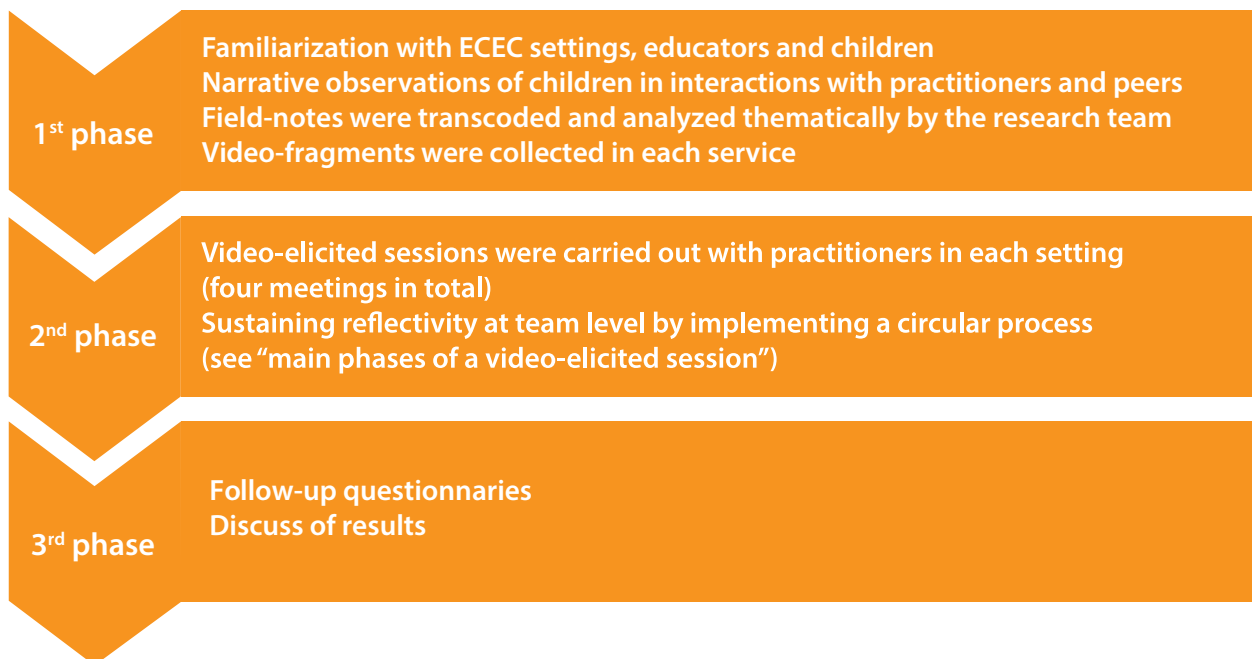 1st phase
Familiarization with ECEC settings, educators and children
Narrative observations of children in interactions with practitioners and peers
Field-notes were transcoded and analyzed thematically by the research team
Video-fragments were collected in each service
2nd phase
Video-elicited sessions were carried out with practitioners in each setting
(four meetings in total)
Sustaining reflectivity at team level by implementing a circular process
(see “main phases of a video-elicited session”)
3rd phase
Follow-up questionnaries
Discuss of results